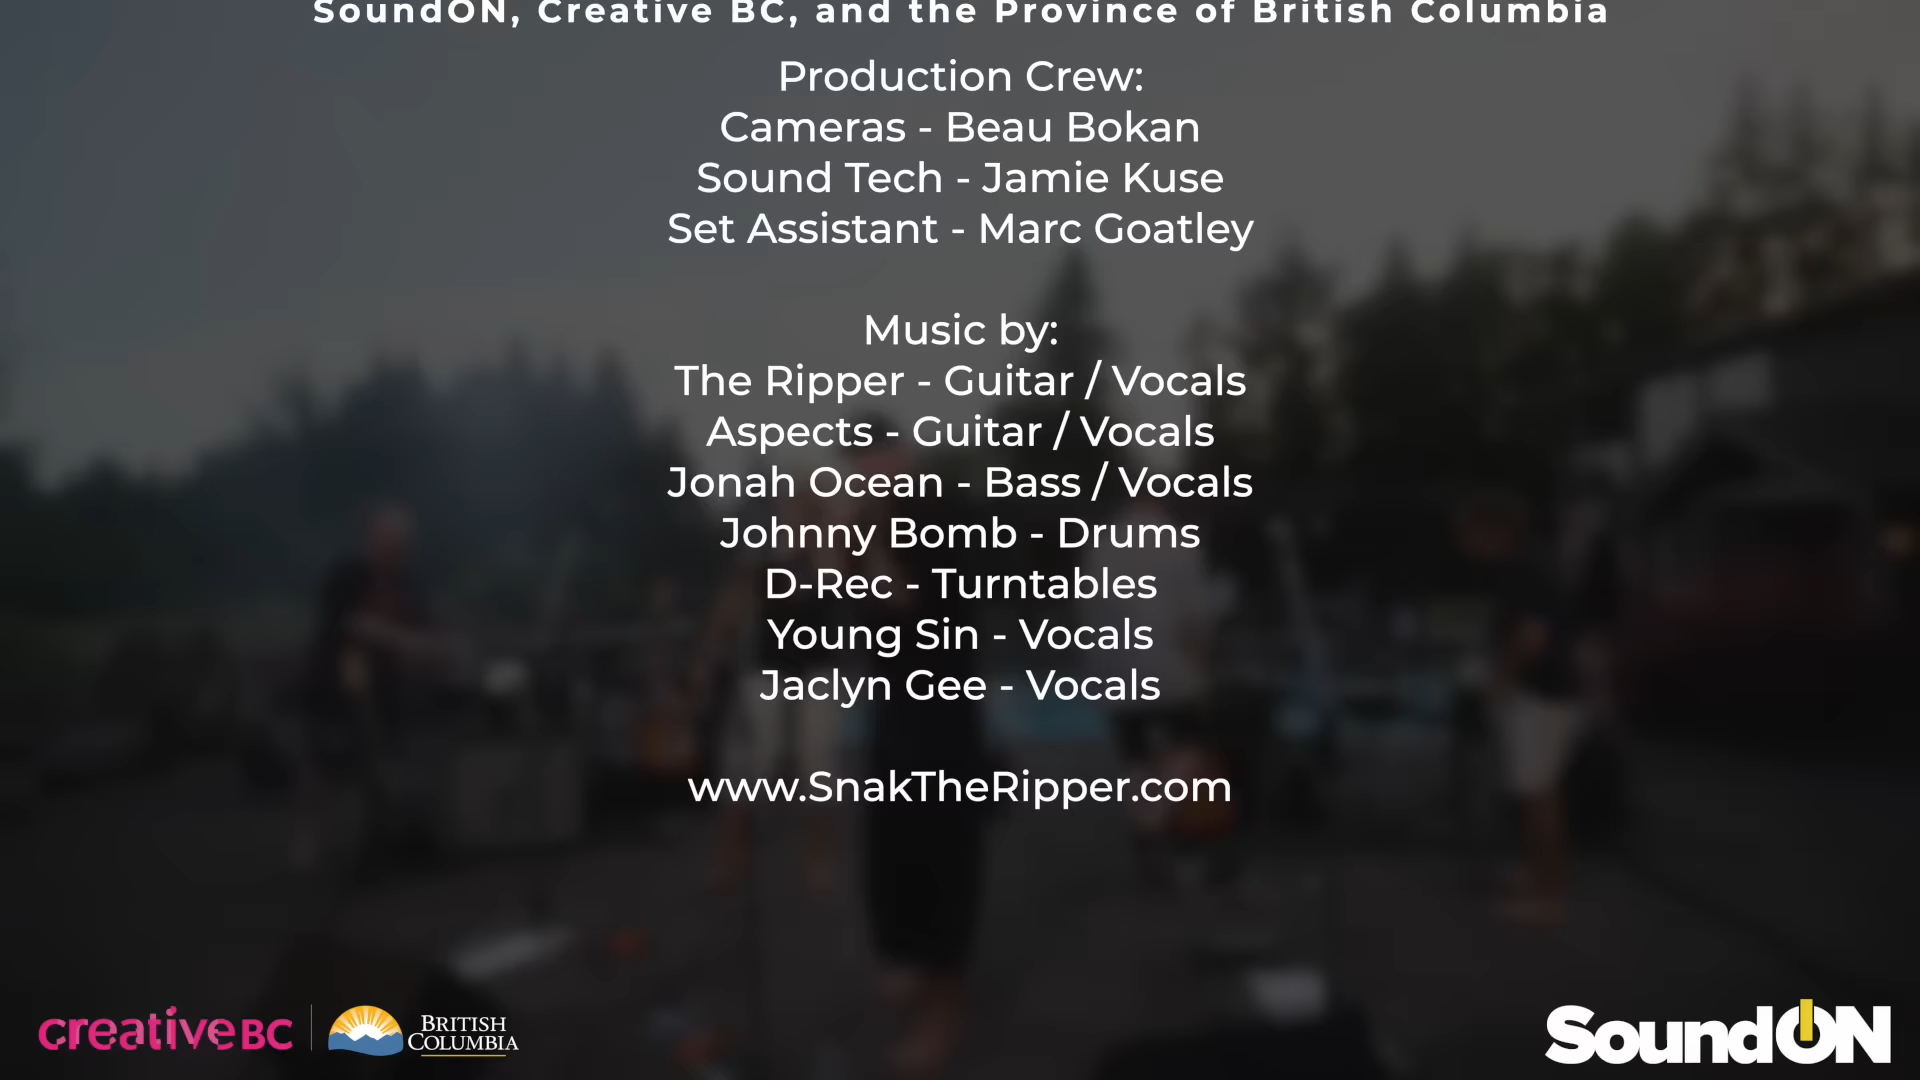 SoundON, Creative BC, and the Province of British Columbia
Production Crew:
Cameras - Beau Bokan
Sound Tech - Jamie Kuse
Set Assistant - Marc Goatley
Music by:
The Ripper - Guitar / Vocals
Aspects - Guitar / Vocals
Jonah Ocean - Bass / Vocals
Johnny Bomb - Drums
D-Rec - Turntables
Young Sin - Vocals
Jaclyn Gee - Vocals
www.SnakTheRipper.com
creativeBC
BRITISH
COLUMBIA
SoundON